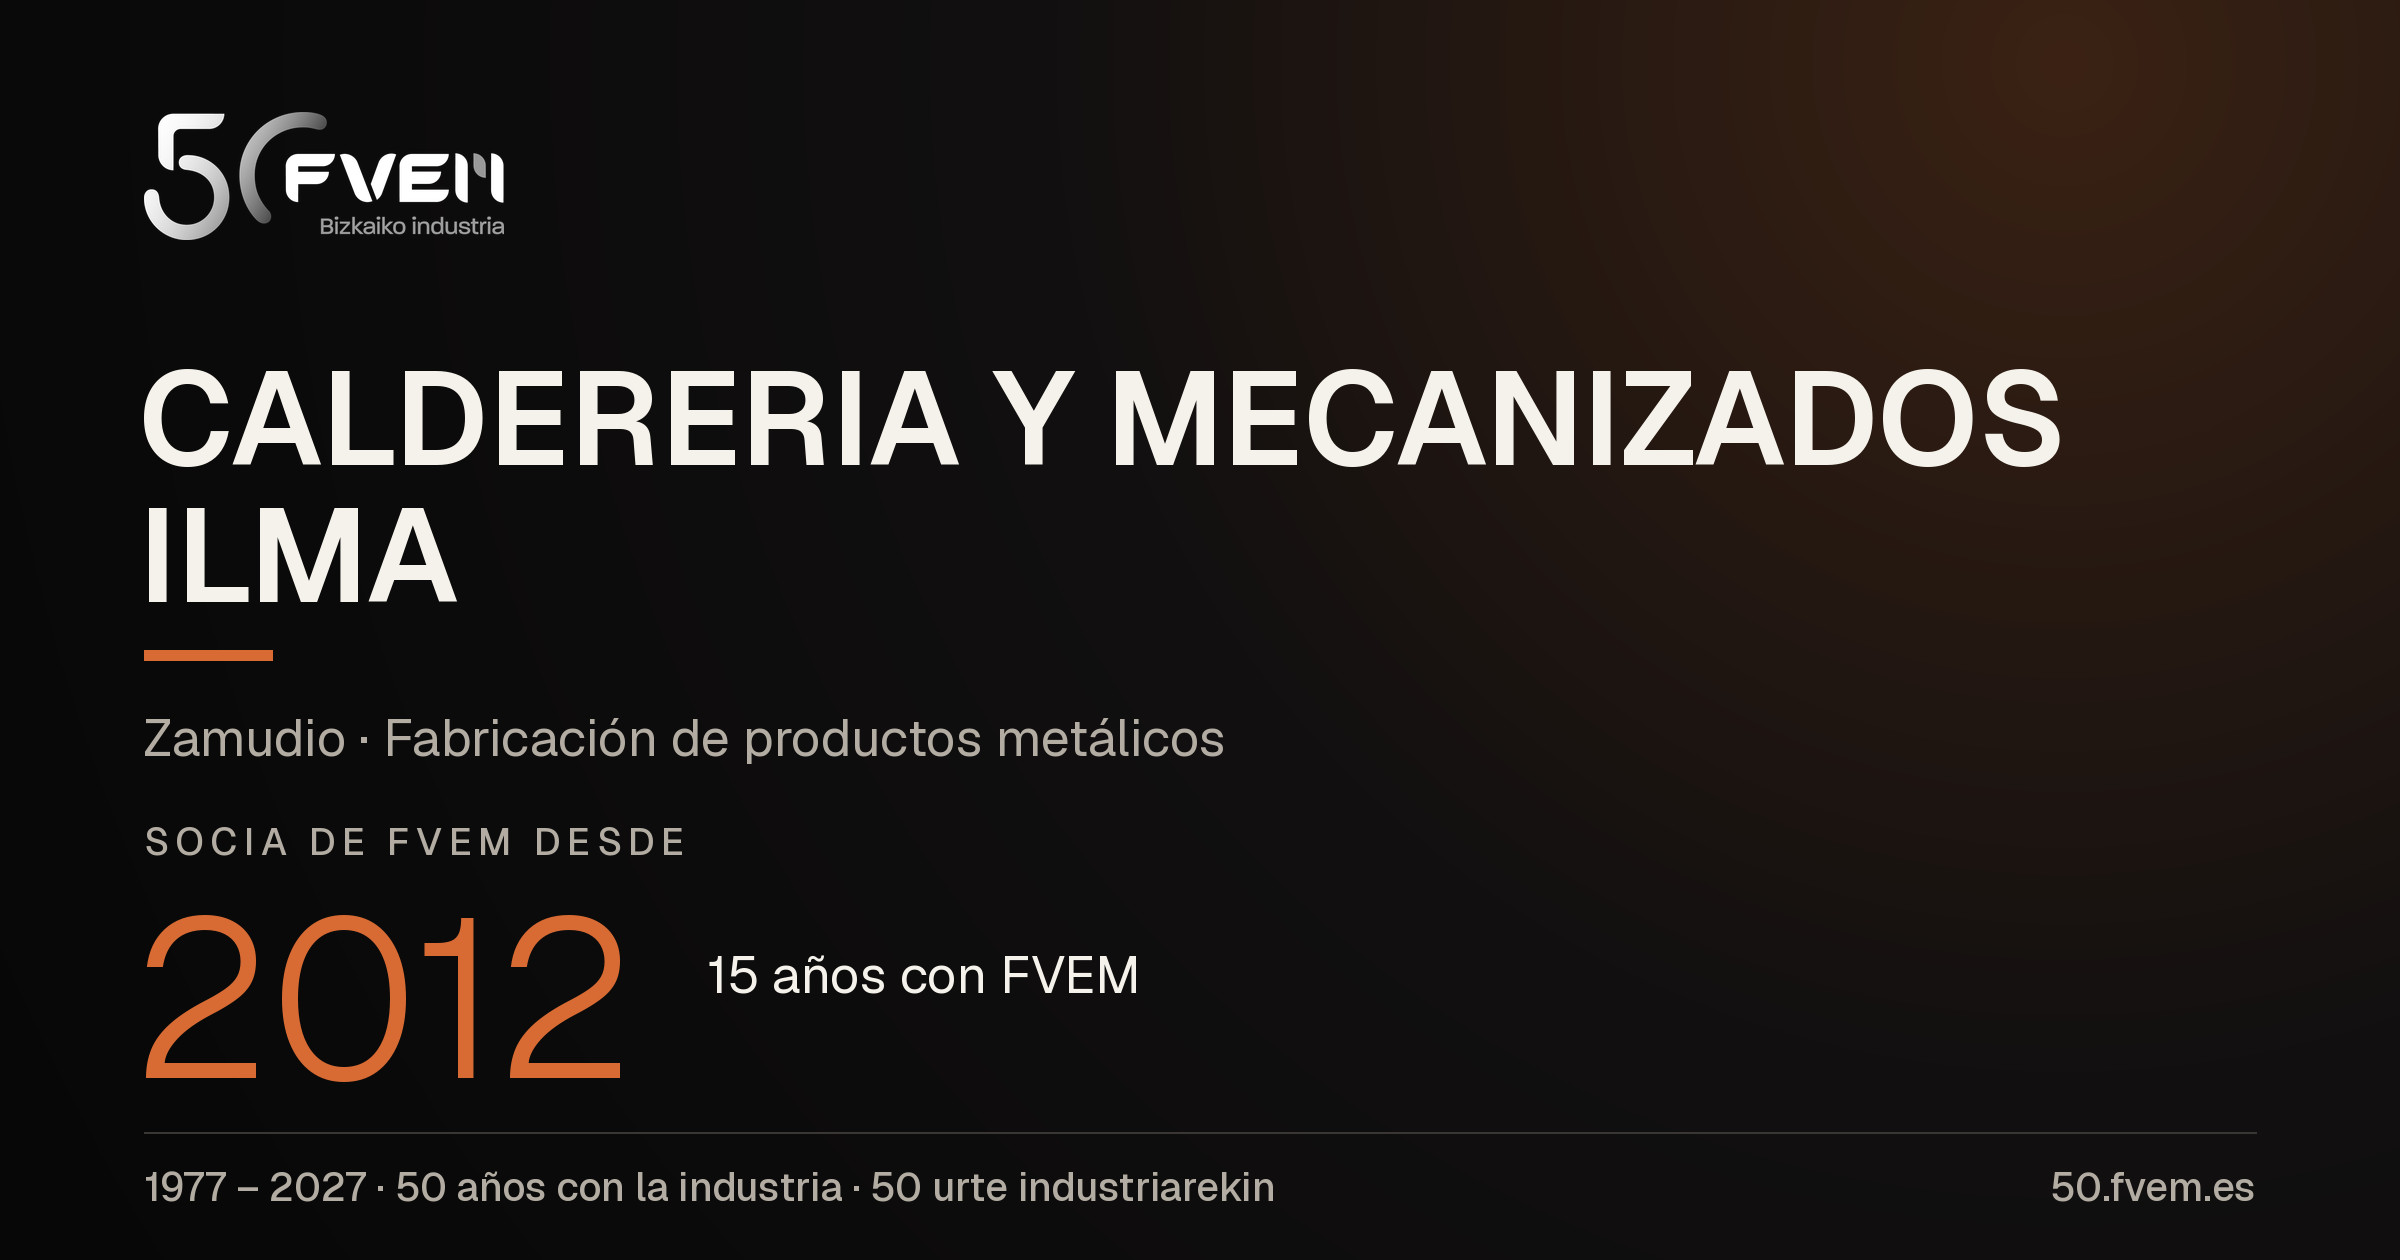 50 FVEM
Bizkaiko industria
CALDERERIA Y MECANIZADOS
ILMA
Zamudio · Fabricación de productos metálicos
SOCIA DE FVEM DESDE
2012
15 años con FVEM
1977 – 2027 · 50 años con la industria · 50 urte industriarekin
50.fvem.es